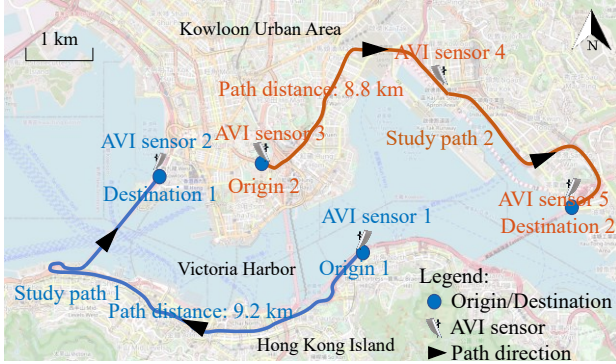 1 km
Kowloon Urban Area
N
AVI sensor 4
Path distance: 8.8 km
AVI sensor 2
AVI sensor 3
Study path 2
Origin 2
Destination 1
AVI sensor 5
AVI sensor 1
Destination 2
Origin 1
Victoria Harbor
Legend:
Study path 1
Origin/Destination
Path distance: 9.2 km
AVI sensor
Hong Kong Island
Path direction